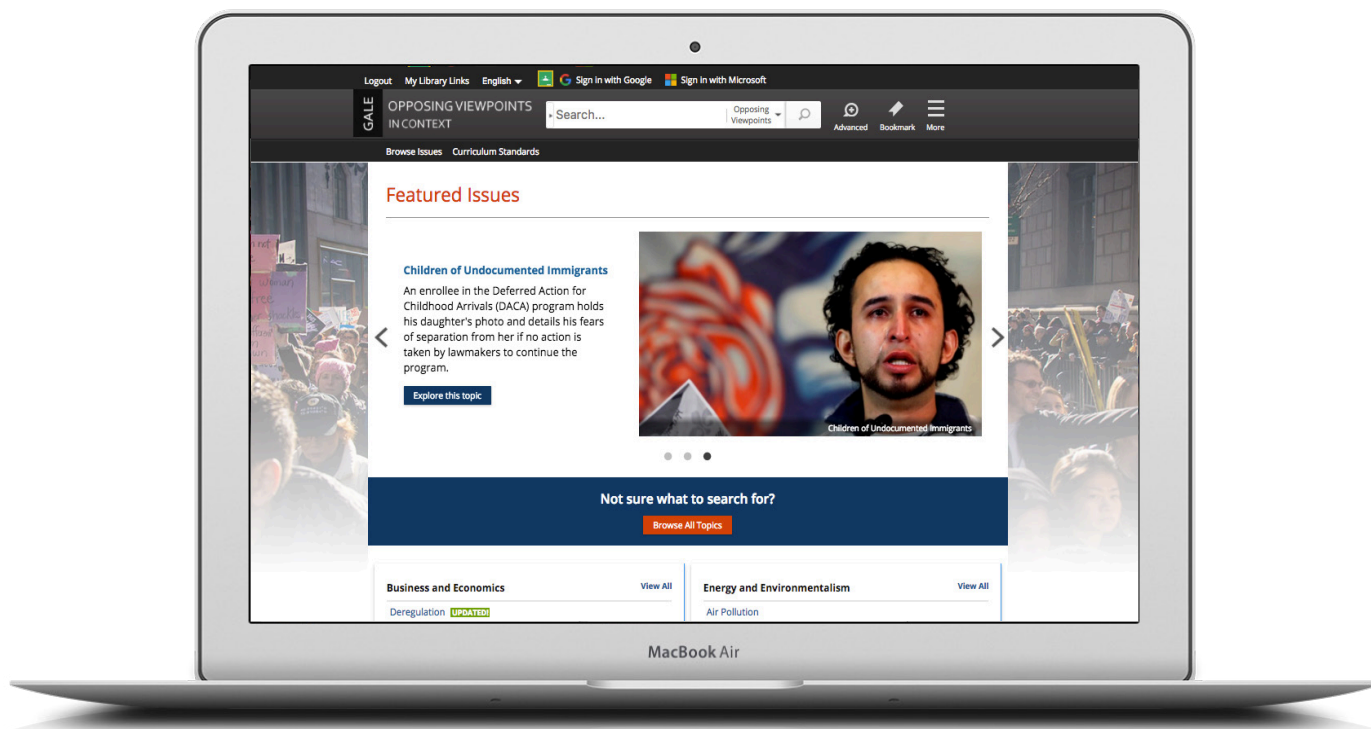 Logout My Library Links English Sign in with Google Sign in with Microsoft
GALE
OPPOSING VIEWPOINTS
IN CONTEXT
Search...
Opposing
Viewpoints
Advanced Bookmark More
Browse Issues Curriculum Standards
Featured Issues
Children of Undocumented Immigrants
An enrollee in the Deferred Action for
Childhood Arrivals (DACA) program holds
his daughter's photo and details his fears
of separation from her if no action is
taken by lawmakers to continue the
program.
Explore this topic
Children of Undocumented Immigrants
Not sure what to search for?
Browse All Topics
Business and Economics View All
Deregulation UPDATED!
Energy and Environmentalism View All
Air Pollution
MacBook Air